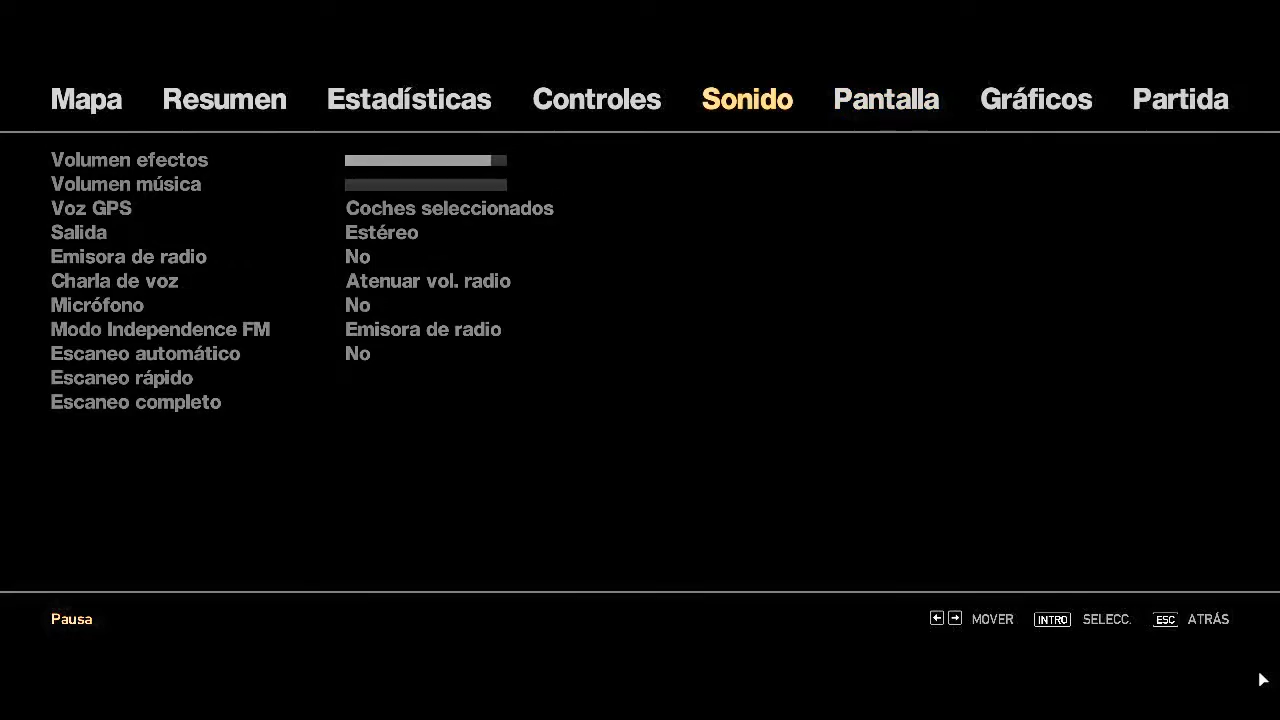 Mapa Resumen Estadísticas Controles Sonido Pantalla Gráficos Partida
Volumen efectos
Volumen música
Voz GPS Coches seleccionados
Salida Estéreo
Emisora de radio No
Charla de voz Atenuar vol. radio
Micrófono No
Modo Independence FM Emisora de radio
Escaneo automático No
Escaneo rápido
Escaneo completo
Pausa MOVER INTRO SELECC. ESC ATRÁS